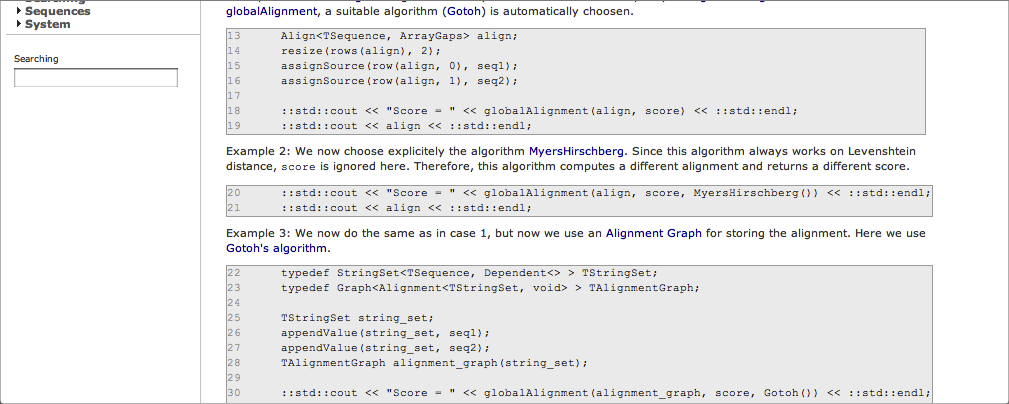 Sequences
System
Searching
globalAlignment, a suitable algorithm (Gotoh) is automatically choosen.
13 Align<TSequence, ArrayGaps> align;
14 resize(rows(align), 2);
15 assignSource(row(align, 0), seq1);
16 assignSource(row(align, 1), seq2);
17
18 ::std::cout << "Score = " << globalAlignment(align, score) << ::std::endl;
19 ::std::cout << align << ::std::endl;
Example 2: We now choose explicitely the algorithm MyersHirschberg. Since this algorithm always works on Levenshtein
distance, score is ignored here. Therefore, this algorithm computes a different alignment and returns a different score.
20 ::std::cout << "Score = " << globalAlignment(align, score, MyersHirschberg()) << ::std::endl;
21 ::std::cout << align << ::std::endl;
Example 3: We now do the same as in case 1, but now we use an Alignment Graph for storing the alignment. Here we use
Gotoh's algorithm.
22 typedef StringSet<TSequence, Dependent<> > TStringSet;
23 typedef Graph<Alignment<TStringSet, void> > TAlignmentGraph;
24
25 TStringSet string_set;
26 appendValue(string_set, seq1);
27 appendValue(string_set, seq2);
28 TAlignmentGraph alignment_graph(string_set);
29
30 ::std::cout << "Score = " << globalAlignment(alignment_graph, score, Gotoh()) << ::std::endl;